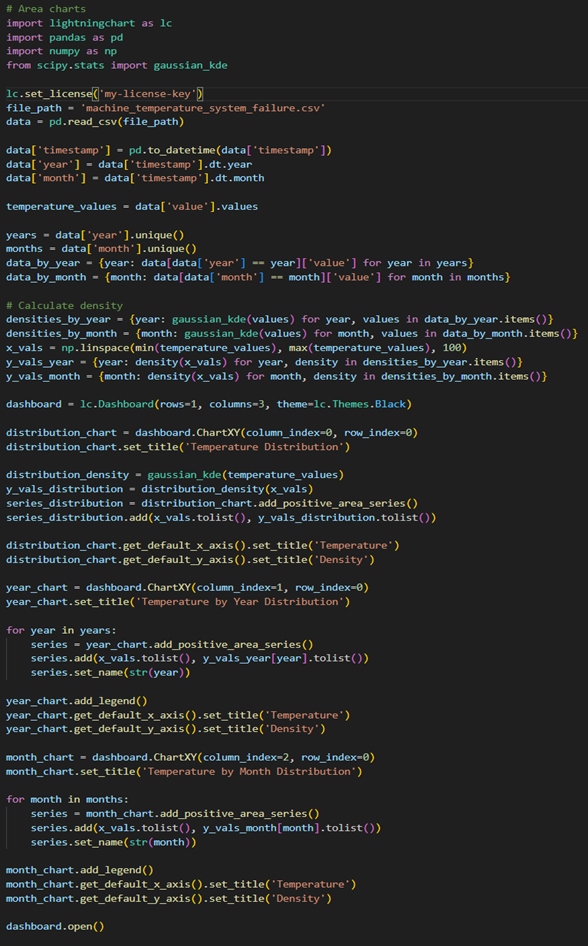 # Area charts
import lightningchart as lc
import pandas as pd
import numpy as np
from scipy.stats import gaussian_kde
lc.set_license('my-license-key')
file_path = 'machine_temperature_system_failure.csv'
data = pd.read_csv(file_path)
data['timestamp'] = pd.to_datetime(data['timestamp'])
data['year'] = data['timestamp'].dt.year
data['month'] = data['timestamp'].dt.month
temperature_values = data['value'].values
years = data['year'].unique()
months = data['month'].unique()
data_by_year = {year: data[data['year'] == year]['value'] for year in years}
data_by_month = {month: data[data['month'] == month]['value'] for month in months}
# Calculate density
densities_by_year = {year: gaussian_kde(values) for year, values in data_by_year.items()}
densities_by_month = {month: gaussian_kde(values) for month, values in data_by_month.items()}
x_vals = np.linspace(min(temperature_values), max(temperature_values), 100)
y_vals_year = {year: density(x_vals) for year, density in densities_by_year.items()}
y_vals_month = {month: density(x_vals) for month, density in densities_by_month.items()}
dashboard = lc.Dashboard(rows=1, columns=3, theme=lc.Themes.Black)
distribution_chart = dashboard.ChartXY(column_index=0, row_index=0)
distribution_chart.set_title('Temperature Distribution')
distribution_density = gaussian_kde(temperature_values)
y_vals_distribution = distribution_density(x_vals)
series_distribution = distribution_chart.add_positive_area_series()
series_distribution.add(x_vals.tolist(), y_vals_distribution.tolist())
distribution_chart.get_default_x_axis().set_title('Temperature')
distribution_chart.get_default_y_axis().set_title('Density')
year_chart = dashboard.ChartXY(column_index=1, row_index=0)
year_chart.set_title('Temperature by Year Distribution')
for year in years:
    series = year_chart.add_positive_area_series()
    series.add(x_vals.tolist(), y_vals_year[year].tolist())
    series.set_name(str(year))
year_chart.add_legend()
year_chart.get_default_x_axis().set_title('Temperature')
year_chart.get_default_y_axis().set_title('Density')
month_chart = dashboard.ChartXY(column_index=2, row_index=0)
month_chart.set_title('Temperature by Month Distribution')
for month in months:
    series = month_chart.add_positive_area_series()
    series.add(x_vals.tolist(), y_vals_month[month].tolist())
    series.set_name(str(month))
month_chart.add_legend()
month_chart.get_default_x_axis().set_title('Temperature')
month_chart.get_default_y_axis().set_title('Density')
dashboard.open()